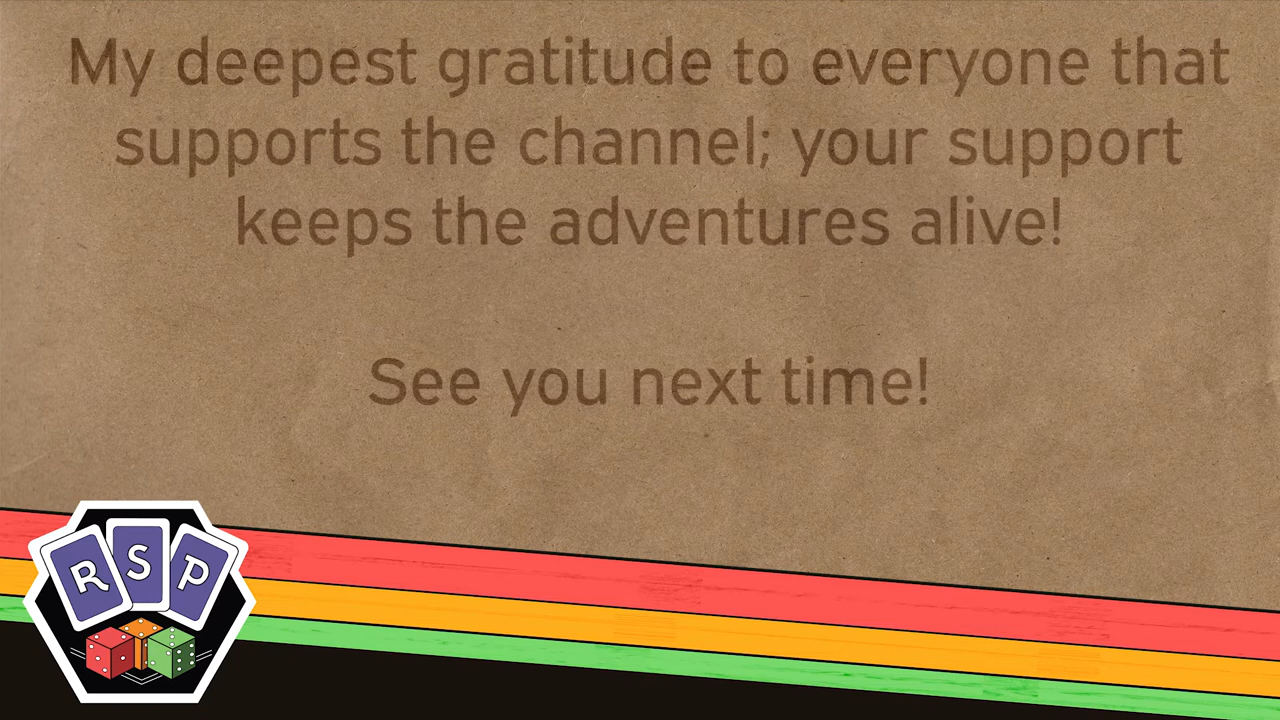 My deepest gratitude to everyone that
supports the channel; your support
keeps the adventures alive!
See you next time!
R S P